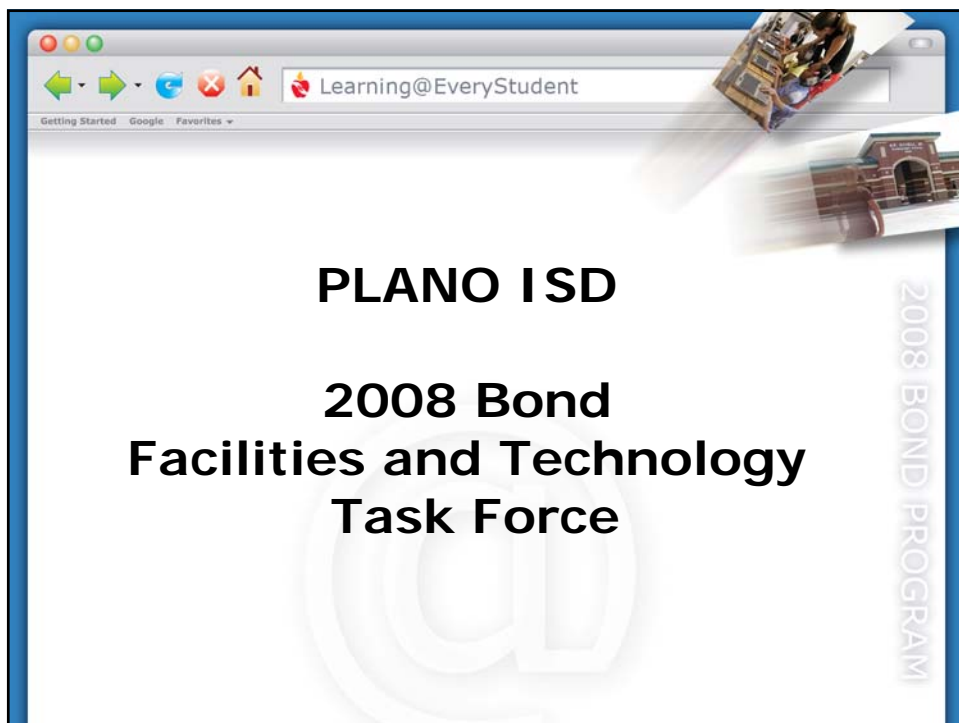 Learning@EveryStudent
Getting Started Google Favorites
PLANO ISD
2008 Bond
Facilities and Technology
Task Force
@
2008 BOND PROGRAM